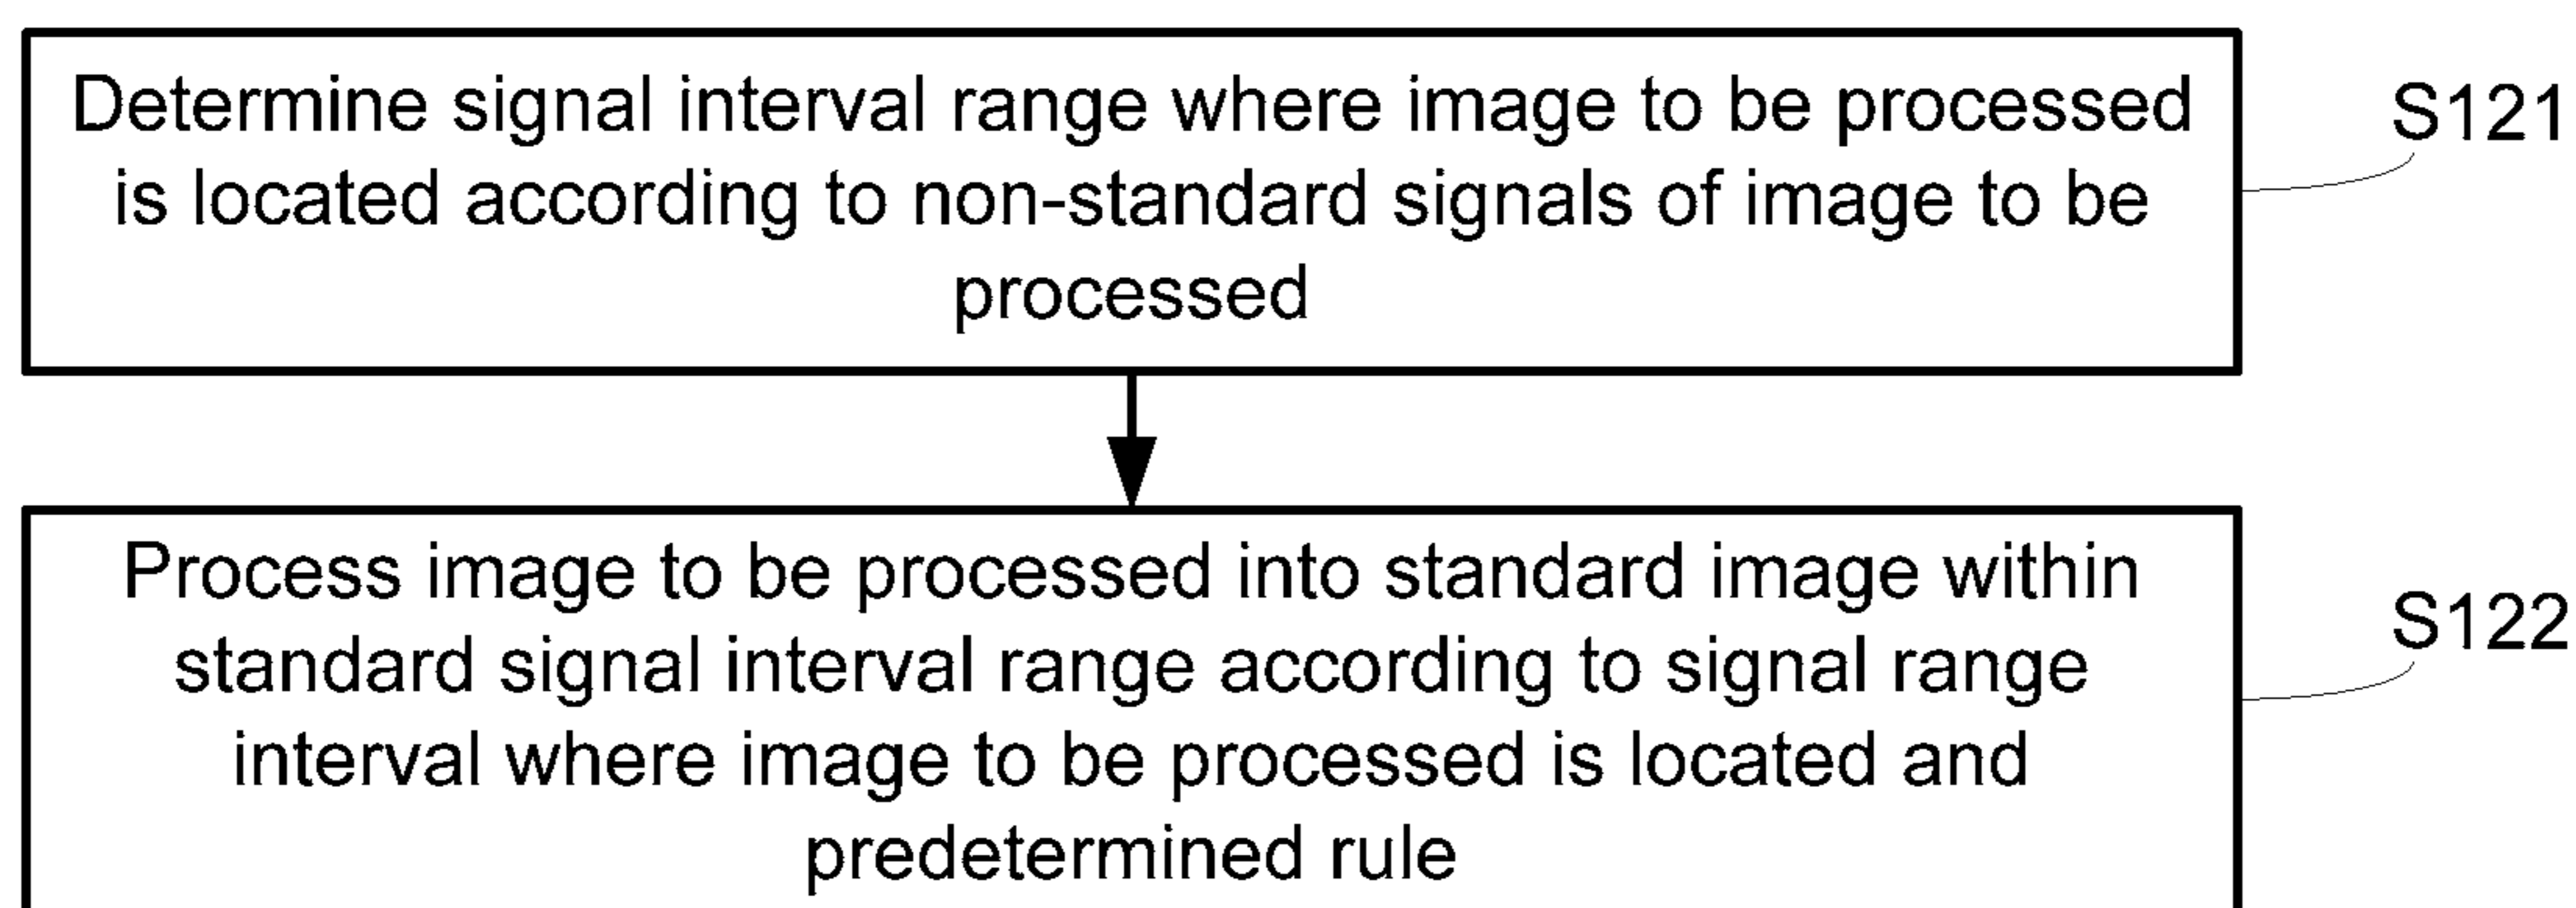 Determine signal interval range where image to be processed
is located according to non-standard signals of image to be
processed
S121
Process image to be processed into standard image within
standard signal interval range according to signal range
interval where image to be processed is located and
predetermined rule
S122